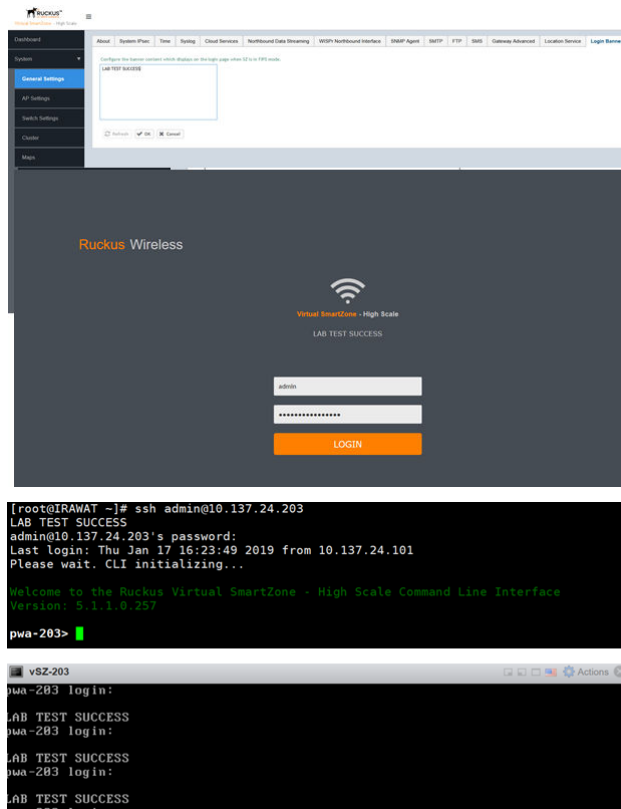 RUCKUS™
Virtual SmartZone - High Scale
Dashboard
About System IPsec Time Syslog Cloud Services Northbound Data Streaming WISPr Northbound Interface SNMP Agent SMTP FTP SMS Gateway Advanced Location Service Login Banne
System
Configure the banner content which displays on the login page when SZ is in FIPS mode.
LAB TEST SUCCESS
General Settings
AP Settings
Switch Settings
Refresh OK Cancel
Cluster
Maps
Ruckus Wireless
Virtual SmartZone - High Scale
LAB TEST SUCCESS
admin
LOGIN
[root@IRAWAT ~]# ssh admin@10.137.24.203
LAB TEST SUCCESS
admin@10.137.24.203's password:
Last login: Thu Jan 17 16:23:49 2019 from 10.137.24.101
Please wait. CLI initializing...
Welcome to the Ruckus Virtual SmartZone - High Scale Command Line Interface
Version: 5.1.1.0.257
pwa-203>
vSZ-203 Actions
pwa-203 login:
LAB TEST SUCCESS
pwa-203 login:
LAB TEST SUCCESS
pwa-203 login:
LAB TEST SUCCESS